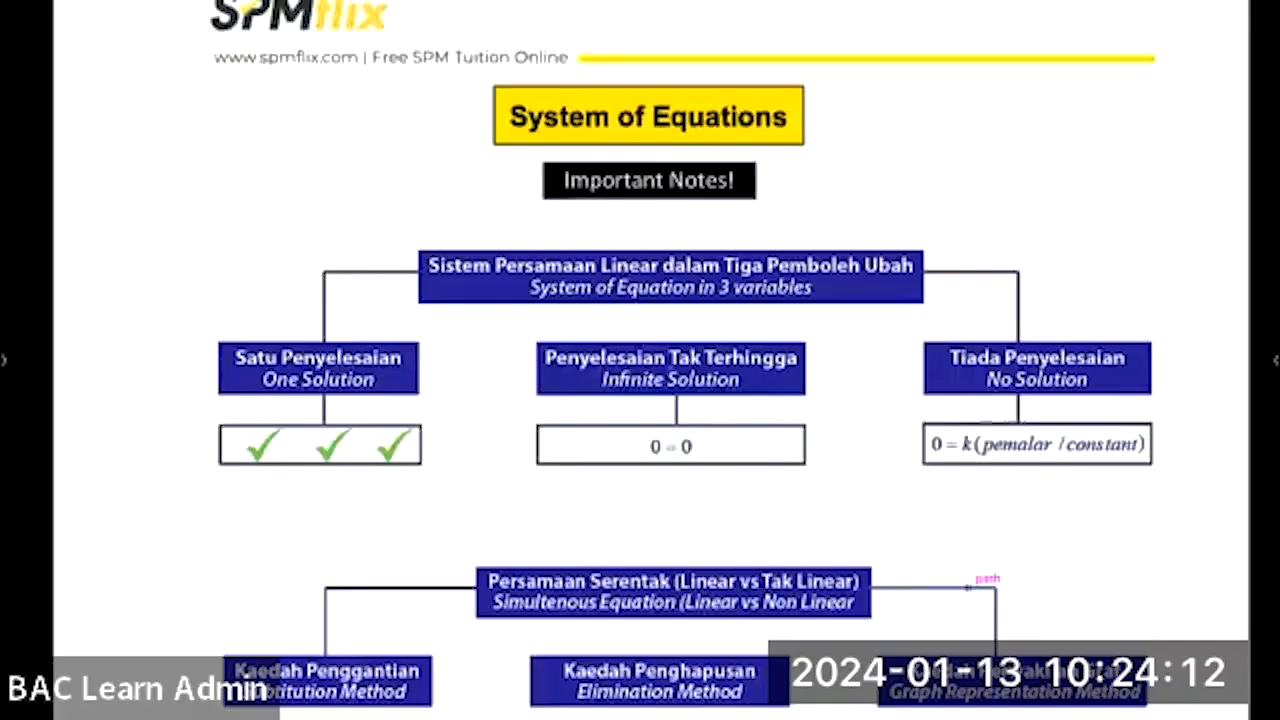 SPMflix
www.spmflix.com | Free SPM Tuition Online
System of Equations
Important Notes!
Sistem Persamaan Linear dalam Tiga Pemboleh Ubah
System of Equation in 3 variables
Satu Penyelesaian
One Solution
Penyelesaian Tak Terhingga
Infinite Solution
0 = 0
Tiada Penyelesaian
No Solution
0 = k (pemalar / constant)
Persamaan Serentak (Linear vs Tak Linear)
Simultenous Equation (Linear vs Non Linear
path
Kaedah Penggantian
Method
Kaedah Penghapusan
Elimination Method
Graph Representation Method
BAC Learn Admin
2024-01-13 10:24:12